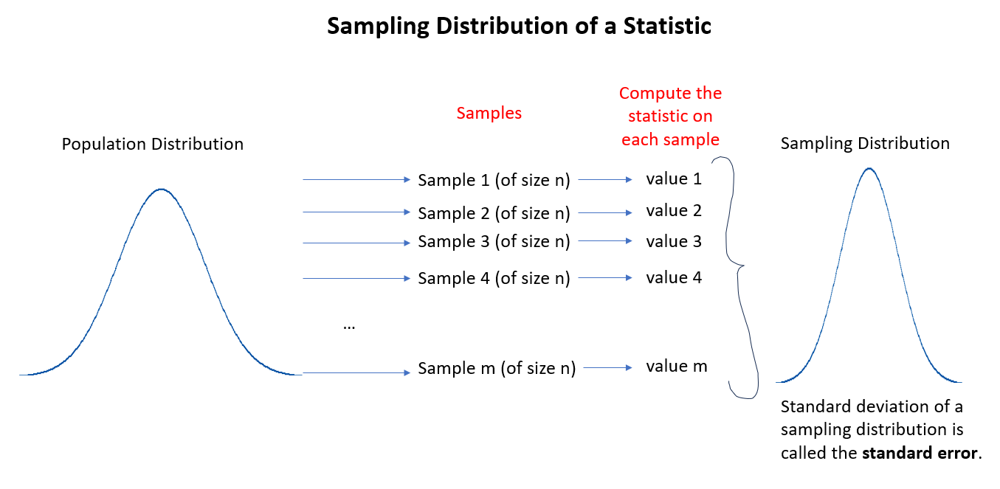 Sampling Distribution of a Statistic
Compute the
statistic on
each sample
Samples
Population Distribution
Sampling Distribution
Sample 1 (of size n)
value 1
Sample 2 (of size n)
value 2
Sample 3 (of size n)
value 3
Sample 4 (of size n)
value 4
...
Sample m (of size n)
value m
Standard deviation of a
sampling distribution is
called the standard error.